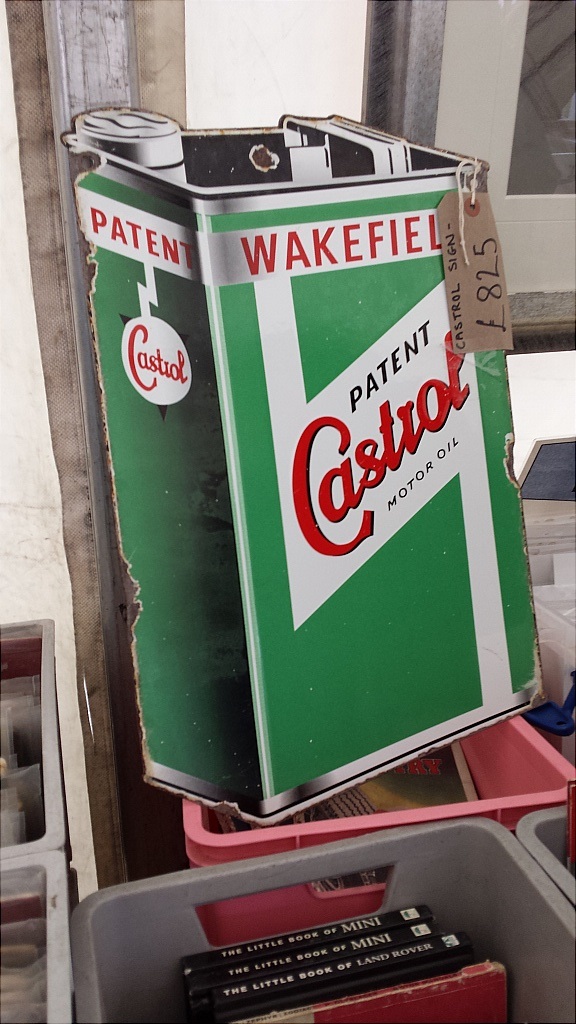 PATENT
WAKEFIEL
Castrol
PATENT
Castrol
MOTOR OIL
CASTROL SIGN -
£825
THE LITTLE BOOK OF MINI
THE LITTLE BOOK OF MINI
THE LITTLE BOOK OF LAND ROVER